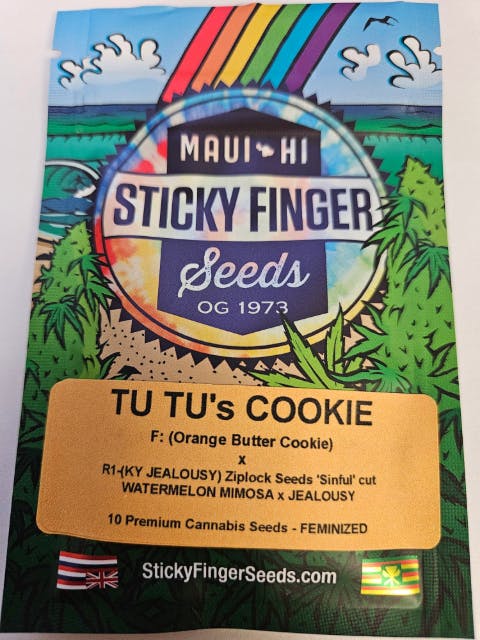 MAUI HI
STICKY FINGER
Seeds
OG 1973
TU TU's COOKIE
F: (Orange Butter Cookie)
x
R1-(KY JEALOUSY) Ziplock Seeds 'Sinful' cut
WATERMELON MIMOSA x JEALOUSY
10 Premium Cannabis Seeds - FEMINIZED
StickyFingerSeeds.com